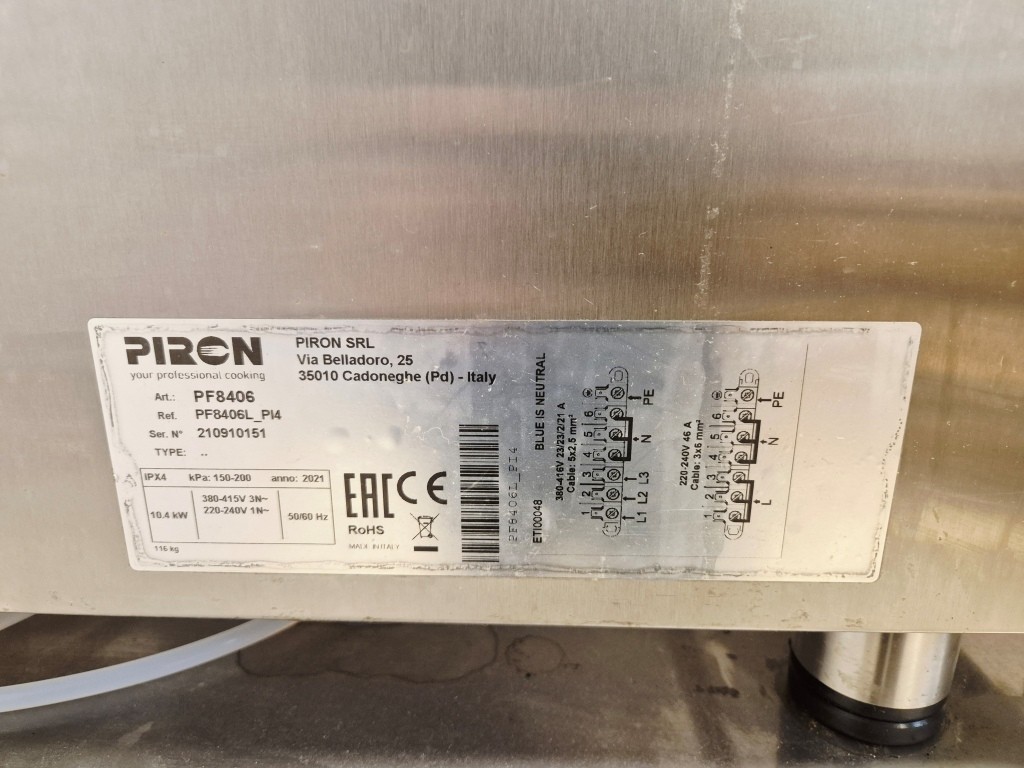 PIRON
your professional cooking
PIRON SRL
Via Belladoro, 25
35010 Cadoneghe (Pd) - Italy
Art.: PF8406
Ref. PF8406L_PI4
Ser. N° 210910151
TYPE: ..
IPX4 kPa: 150-200 anno: 2021
10.4 kW
380-415V 3N~
220-240V 1N~
50/60 Hz
116 kg
EAC CE
RoHS
MADE IN ITALY
PF8406L_PI4
ETI00048
BLUE IS NEUTRAL
380-416V 23/23/2/21 A
Cable: 5x2,5 mm²
1 2 3 4 5 6
L1 L2 L3 N PE
220-240V 46 A
Cable: 3x6 mm²
1 2 3 4 5 6
L N PE